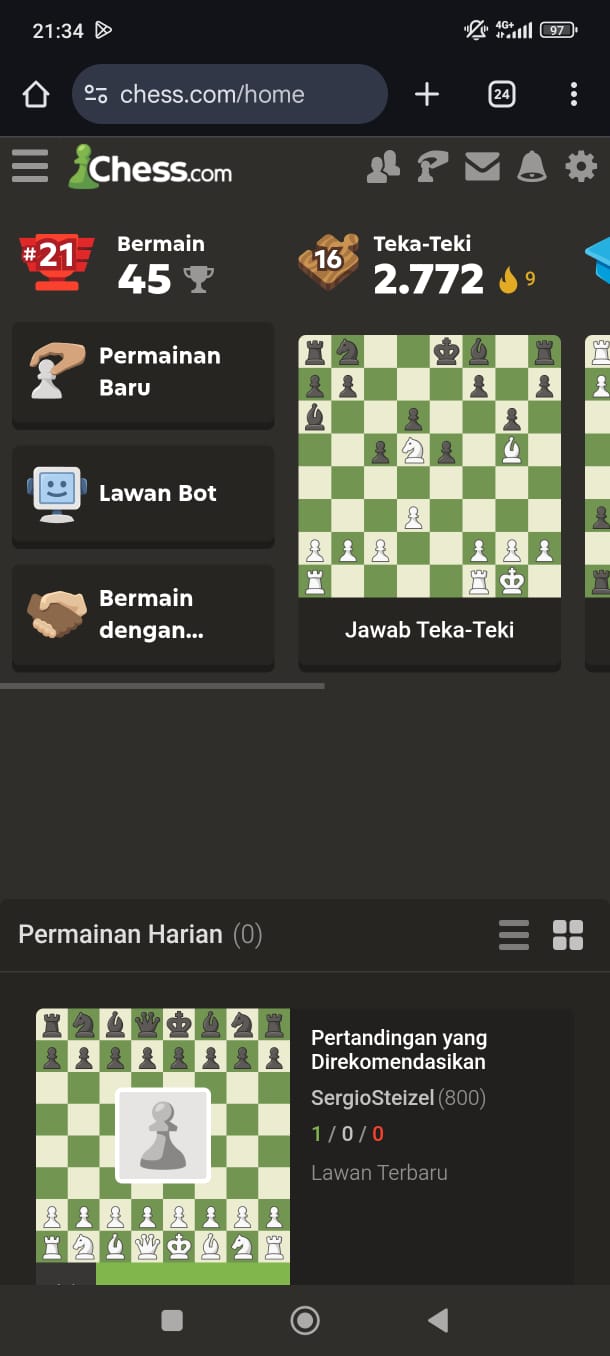 21:34
4G+
97
chess.com/home
24
Chess.com
#21
Bermain
45
16
Teka-Teki
2.772
9
Permainan
Baru
Lawan Bot
Bermain
dengan...
Jawab Teka-Teki
Permainan Harian (0)
Pertandingan yang
Direkomendasikan
SergioSteizel (800)
1 / 0 / 0
Lawan Terbaru